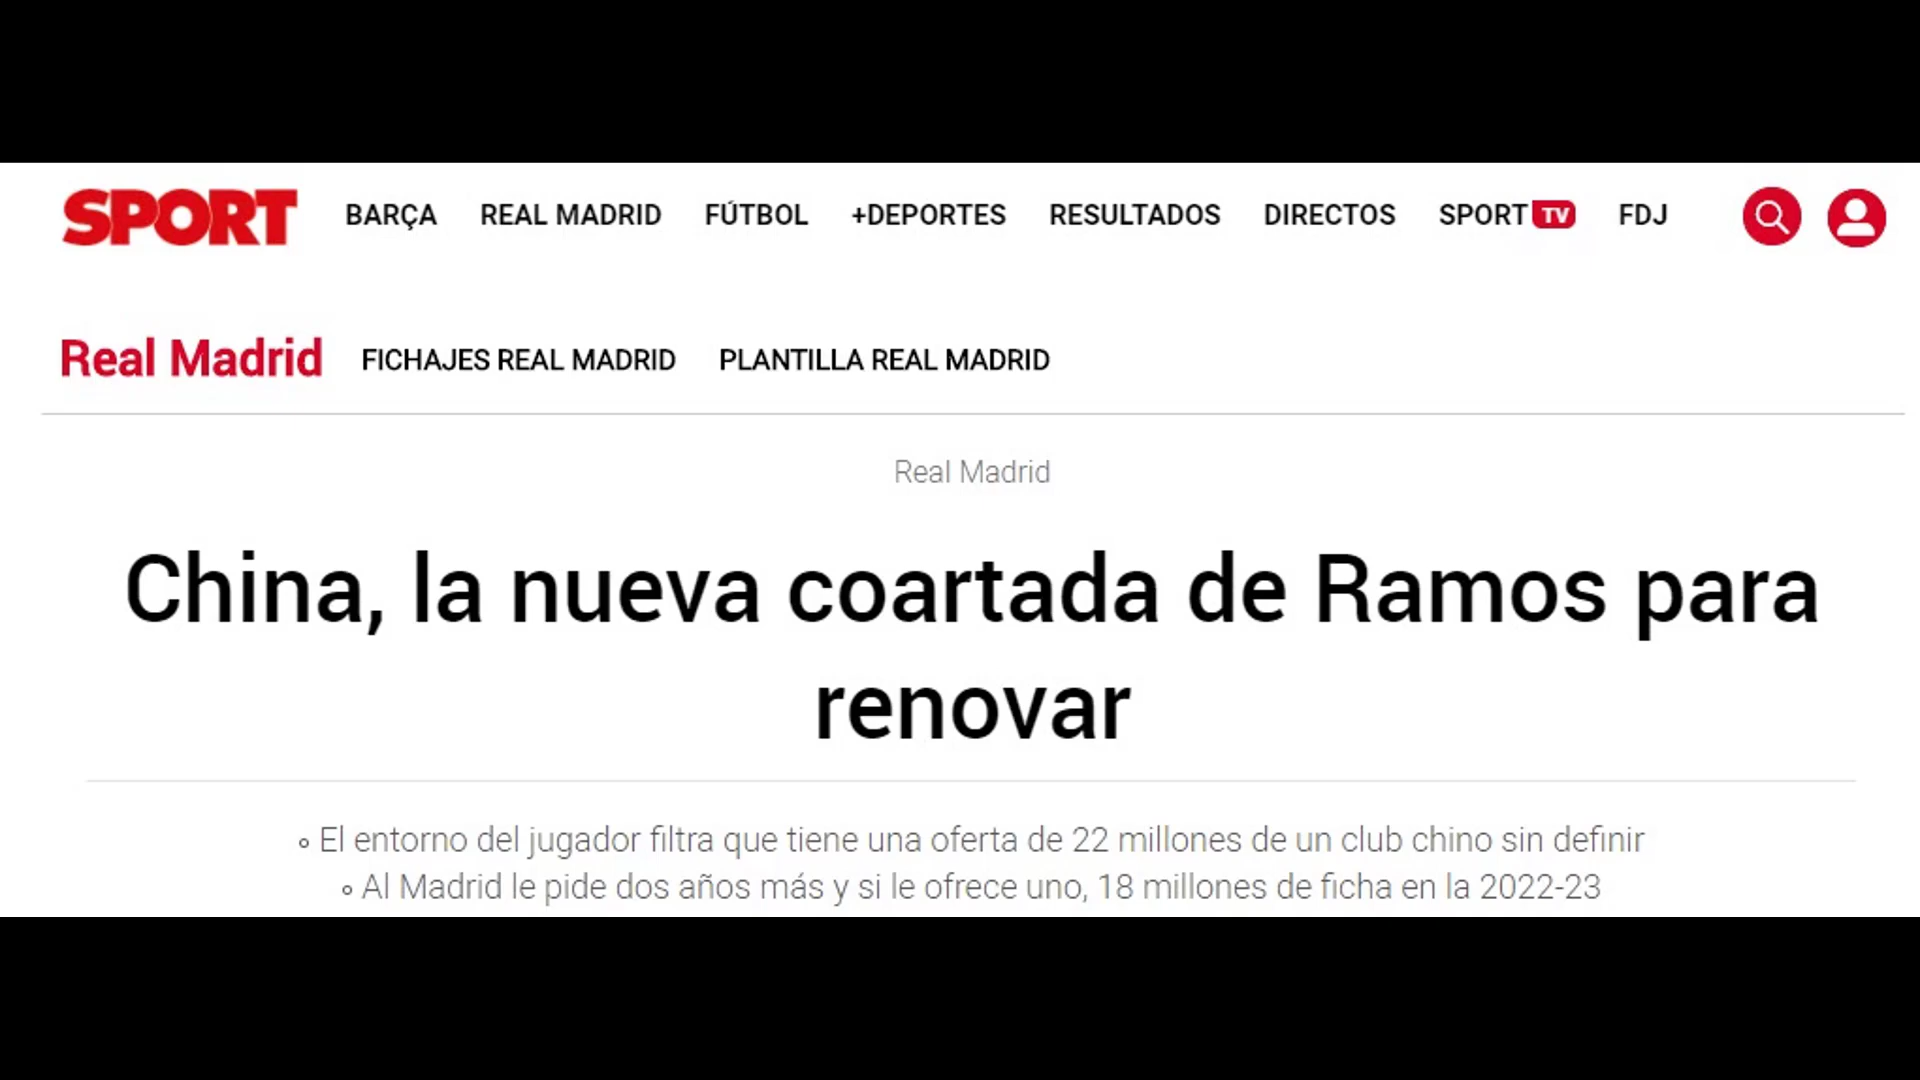 SPORT BARÇA REAL MADRID FÚTBOL +DEPORTES RESULTADOS DIRECTOS SPORT TV FDJ
Real Madrid FICHAJES REAL MADRID PLANTILLA REAL MADRID
Real Madrid
China, la nueva coartada de Ramos para
renovar
∘ El entorno del jugador filtra que tiene una oferta de 22 millones de un club chino sin definir
∘ Al Madrid le pide dos años más y si le ofrece uno, 18 millones de ficha en la 2022-23